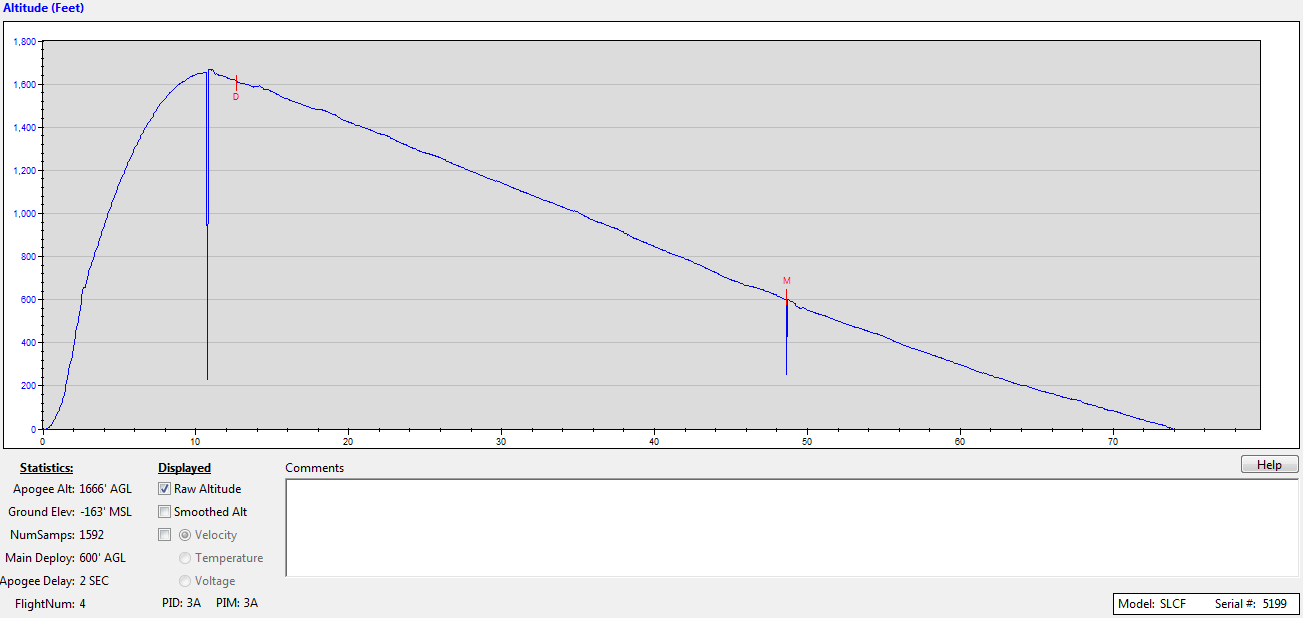 Altitude (Feet)
1,800
1,600
1,400
1,200
1,000
800
600
400
200
0
D
M
0 10 20 30 40 50 60 70
Statistics:
Apogee Alt: 1666' AGL
Ground Elev: -163' MSL
NumSamps: 1592
Main Deploy: 600' AGL
Apogee Delay: 2 SEC
FlightNum: 4
Displayed
Raw Altitude
Smoothed Alt
Velocity
Temperature
Voltage
PID: 3A PIM: 3A
Comments
Help
Model: SLCF Serial #: 5199